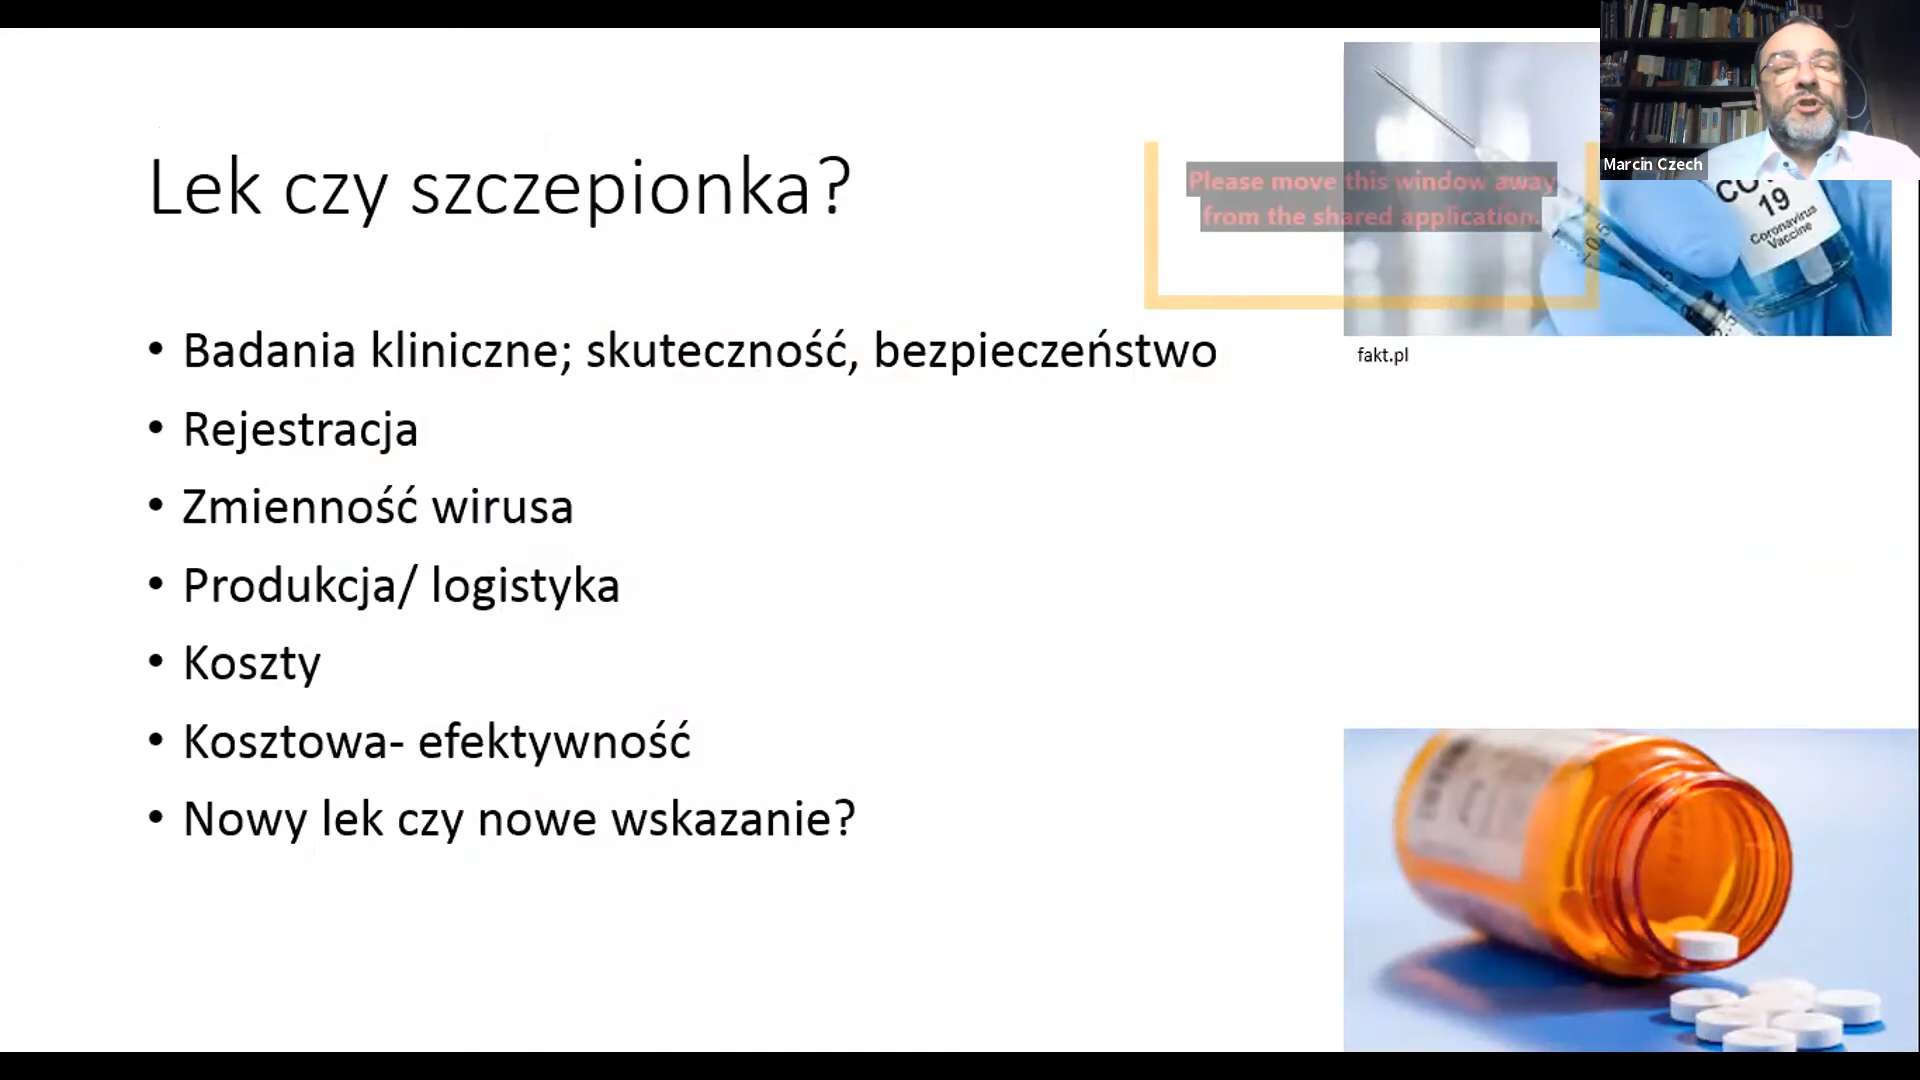 Lek czy szczepionka?
• Badania kliniczne; skuteczność, bezpieczeństwo
• Rejestracja
• Zmienność wirusa
• Produkcja/ logistyka
• Koszty
• Kosztowa- efektywność
• Nowy lek czy nowe wskazanie?
Please move this window away
from the shared application.
Marcin Czech
19
Coronavirus
Vaccine
fakt.pl